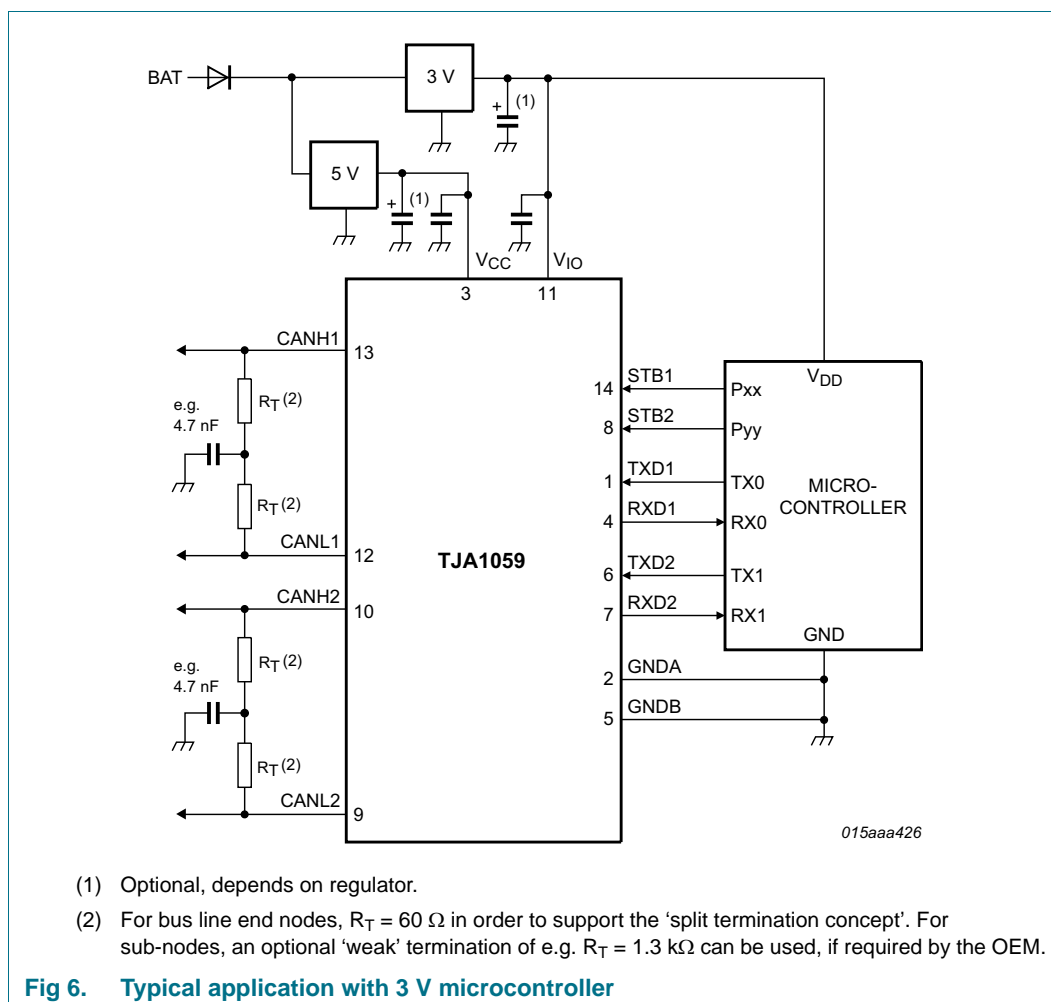 BAT
3 V
(1)
+
5 V
(1)
+
VCC
VIO
3
11
CANH1
13
RT(2)
e.g.
4.7 nF
RT(2)
CANL1
12
CANH2
10
RT(2)
e.g.
4.7 nF
RT(2)
CANL2
9
TJA1059
14
STB1
Pxx
VDD
8
STB2
Pyy
1
TXD1
TX0
MICRO-
CONTROLLER
4
RXD1
RX0
6
TXD2
TX1
7
RXD2
RX1
GND
2
GNDA
5
GNDB
015aaa426
(1) Optional, depends on regulator.
(2) For bus line end nodes, RT = 60 Ω in order to support the ‘split termination concept’. For
sub-nodes, an optional ‘weak’ termination of e.g. RT = 1.3 kΩ can be used, if required by the OEM.
Fig 6. Typical application with 3 V microcontroller